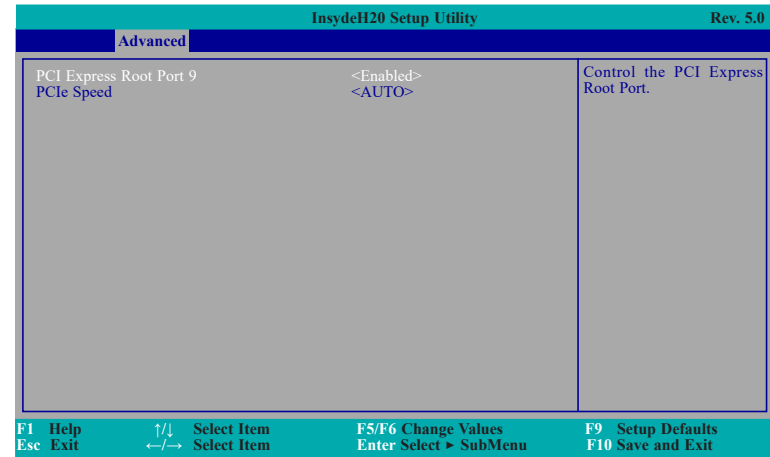 InsydeH20 Setup Utility Rev. 5.0
Advanced
PCI Express Root Port 9 <Enabled> Control the PCI Express
PCIe Speed <AUTO> Root Port.
F1 Help ↑/↓ Select Item F5/F6 Change Values F9 Setup Defaults
Esc Exit ←/→ Select Item Enter Select ► SubMenu F10 Save and Exit